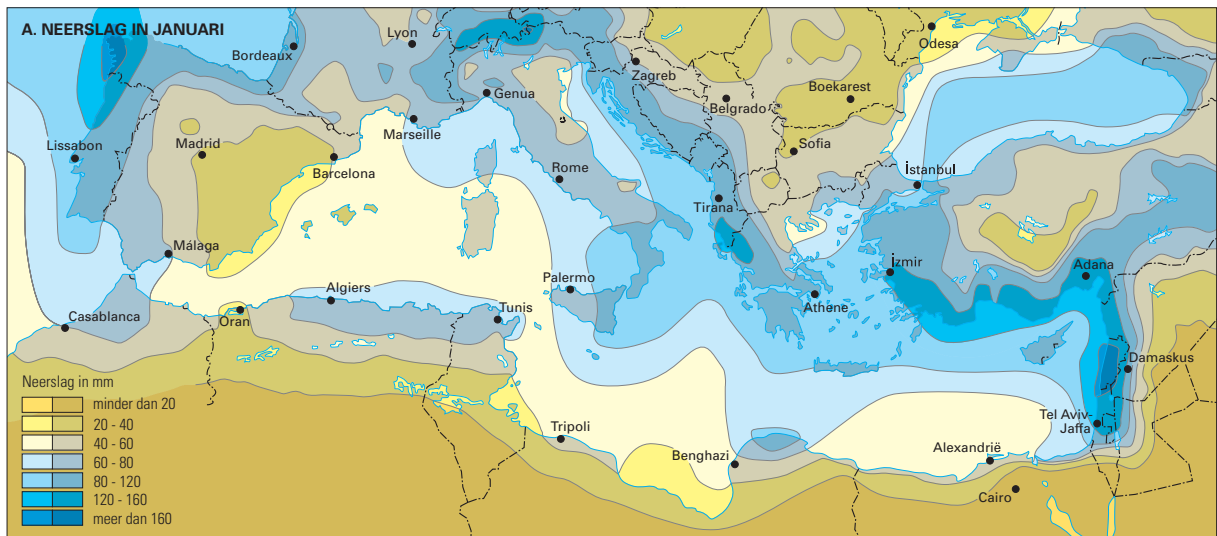 A. NEERSLAG IN JANUARI
Lyon
Bordeaux
Odesa
Zagreb
Genua
Boekarest
Belgrado
Marseille
Lissabon
Madrid
Sofia
Barcelona
Rome
İstanbul
Tirana
Málaga
İzmir
Adana
Palermo
Algiers
Athene
Casablanca
Oran
Tunis
Damaskus
Neerslag in mm
minder dan 20
20 - 40
40 - 60
60 - 80
80 - 120
120 - 160
meer dan 160
Tel Aviv-
Jaffa
Tripoli
Benghazi
Alexandrië
Cairo